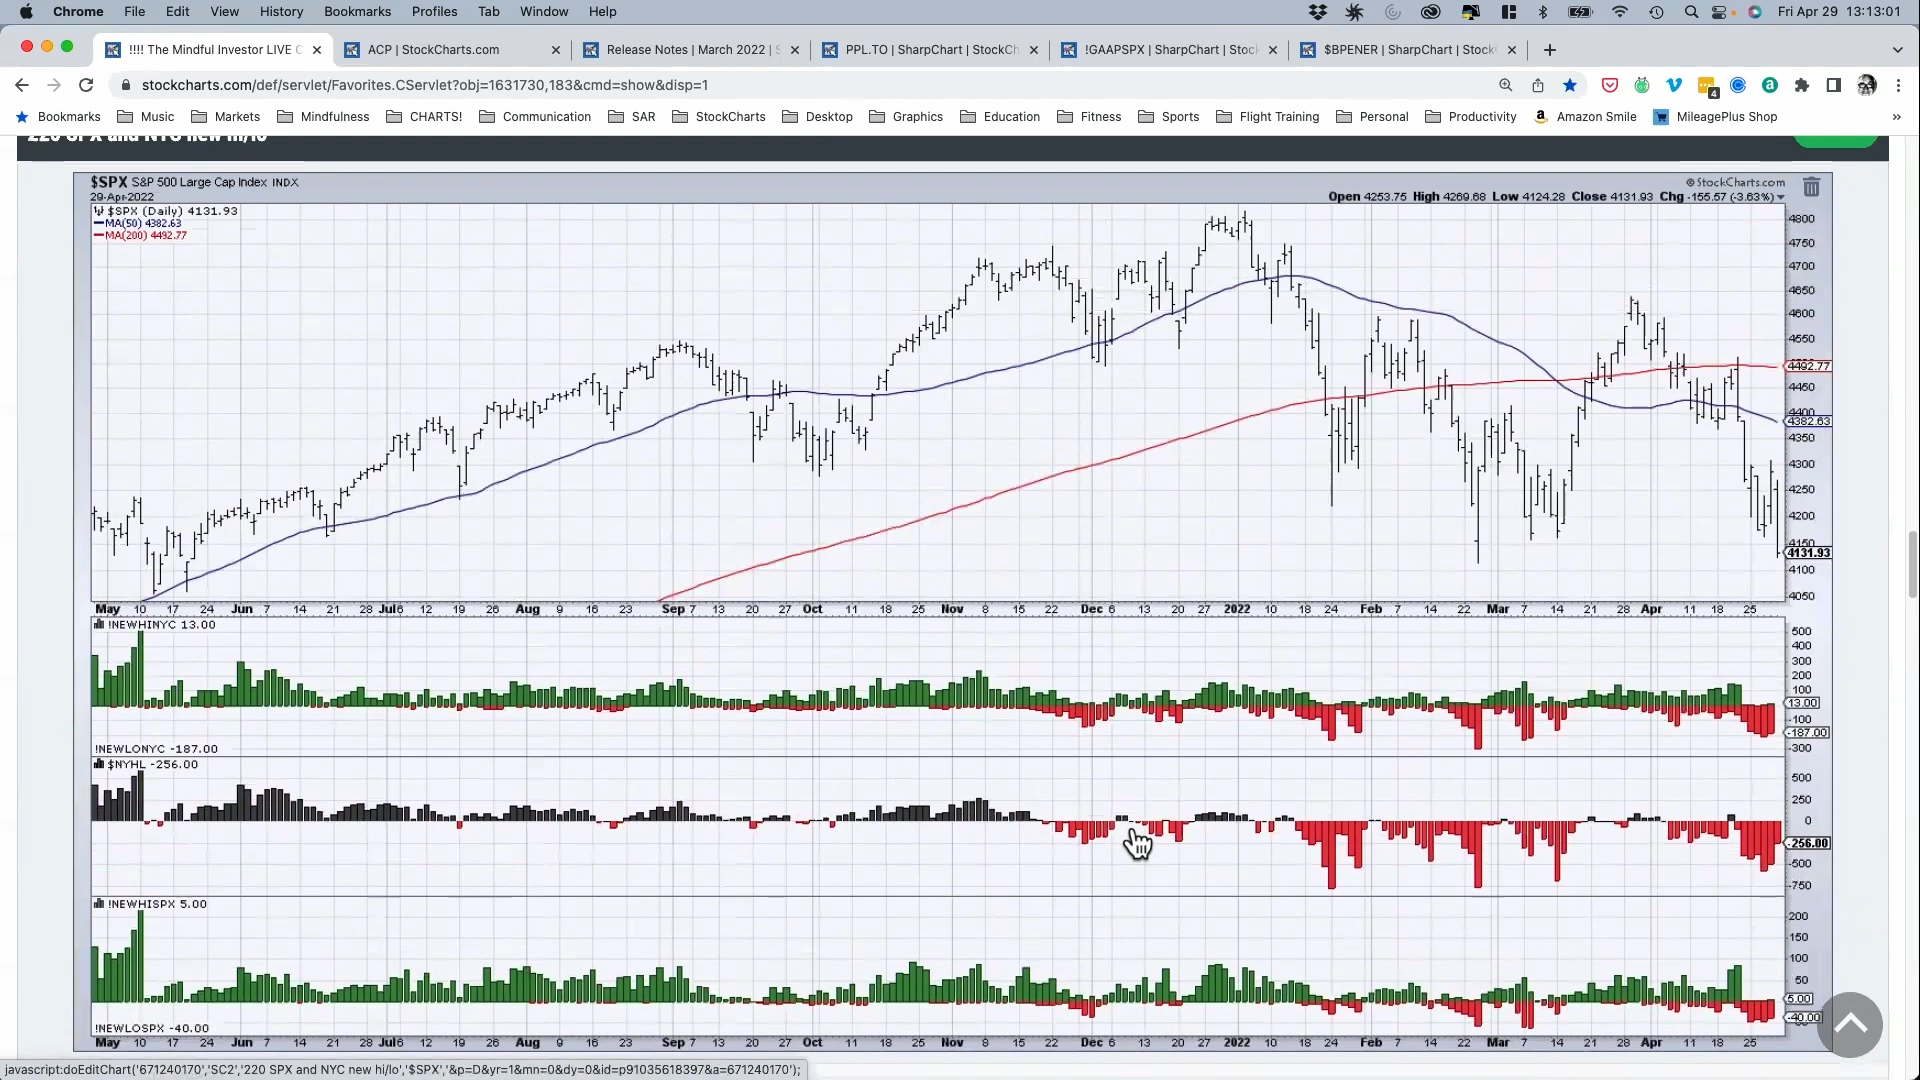 Chrome File Edit View History Bookmarks Profiles Tab Window Help Fri Apr 29 13:13:01
!!!! The Mindful Investor LIVE C ACP | StockCharts.com Release Notes | March 2022 | S PPL.TO | SharpChart | StockCh !GAAPSPX | SharpChart | Stock $BPENER | SharpChart | Stock
stockcharts.com/def/servlet/Favorites.CServlet?obj=1631730,183&cmd=show&disp=1
4
Bookmarks Music Markets Mindfulness CHARTS! Communication SAR StockCharts Desktop Graphics Education Fitness Sports Flight Training Personal Productivity Amazon Smile MileagePlus Shop »
220 SPX and NYC new hi/lo
$SPX S&P 500 Large Cap Index INDX © StockCharts.com
29-Apr-2022 Open 4253.75 High 4269.68 Low 4124.28 Close 4131.93 Chg -155.57 (-3.63%)
$SPX (Daily) 4131.93
MA(50) 4382.63
MA(200) 4492.77
4800
4750
4700
4650
4600
4550
4492.77
4450
4400
4382.63
4350
4300
4250
4200
4150
4131.93
4100
4050
May 10 17 24 Jun 7 14 21 28 Jul 6 12 19 26 Aug 9 16 23 Sep 7 13 20 27 Oct 11 18 25 Nov 8 15 22 Dec 6 13 20 27 2022 10 18 24 Feb 7 14 22 Mar 7 14 21 28 Apr 11 18 25
!NEWHINYC 13.00
500
400
300
200
100
13.00
-100
-187.00
-300
!NEWLONYC -187.00
$NYHL -256.00
500
250
0
-256.00
-500
-750
!NEWHISPX 5.00
200
150
100
50
5.00
-40.00
!NEWLOSPX -40.00
May 10 17 24 Jun 7 14 21 28 Jul 6 12 19 26 Aug 9 16 23 Sep 7 13 20 27 Oct 11 18 25 Nov 8 15 22 Dec 6 13 20 27 2022 10 18 24 Feb 7 14 22 Mar 7 14 21 28 Apr 11 18 25
javascript:doEditChart('671240170','SC2','220 SPX and NYC new hi/lo','$SPX','&p=D&yr=1&mn=0&dy=0&id=p91035618397&a=671240170');